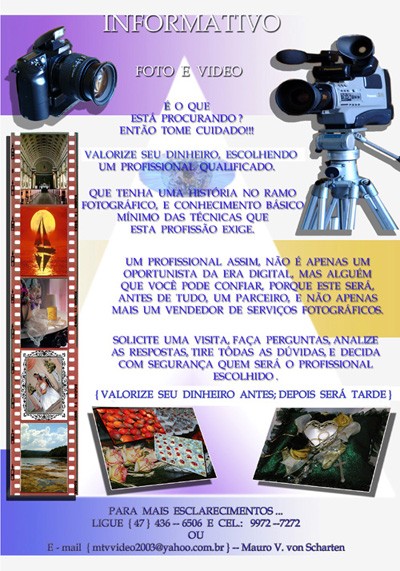 INFORMATIVO
FOTO E VIDEO
É O QUE
ESTÁ PROCURANDO ?
ENTÃO TOME CUIDADO!!!
VALORIZE SEU DINHEIRO, ESCOLHENDO
UM PROFISSIONAL QUALIFICADO.
QUE TENHA UMA HISTÓRIA NO RAMO
FOTOGRÁFICO, E CONHECIMENTO BÁSICO
MÍNIMO DAS TÉCNICAS QUE
ESTA PROFISSÃO EXIGE.
UM PROFISSIONAL ASSIM, NÃO É APENAS UM
OPORTUNISTA DA ERA DIGITAL, MAS ALGUÉM
QUE VOCÊ PODE CONFIAR, PORQUE ESTE SERÁ,
ANTES DE TUDO, UM PARCEIRO, E NÃO APENAS
MAIS UM VENDEDOR DE SERVIÇOS FOTOGRÁFICOS.
SOLICITE UMA VISITA, FAÇA PERGUNTAS, ANALIZE
AS RESPOSTAS, TIRE TÔDAS AS DÚVIDAS, E DECIDA
COM SEGURANÇA QUEM SERÁ O PROFISSIONAL
ESCOLHIDO .
{ VALORIZE SEU DINHEIRO ANTES; DEPOIS SERÁ TARDE }
PARA MAIS ESCLARECIMENTOS ...
LIGUE { 47 } 436 -- 6506 E CEL.: 9972 --7272
OU
E - mail { mtvvideo2003@yahoo.com.br } -- Mauro V. von Scharten